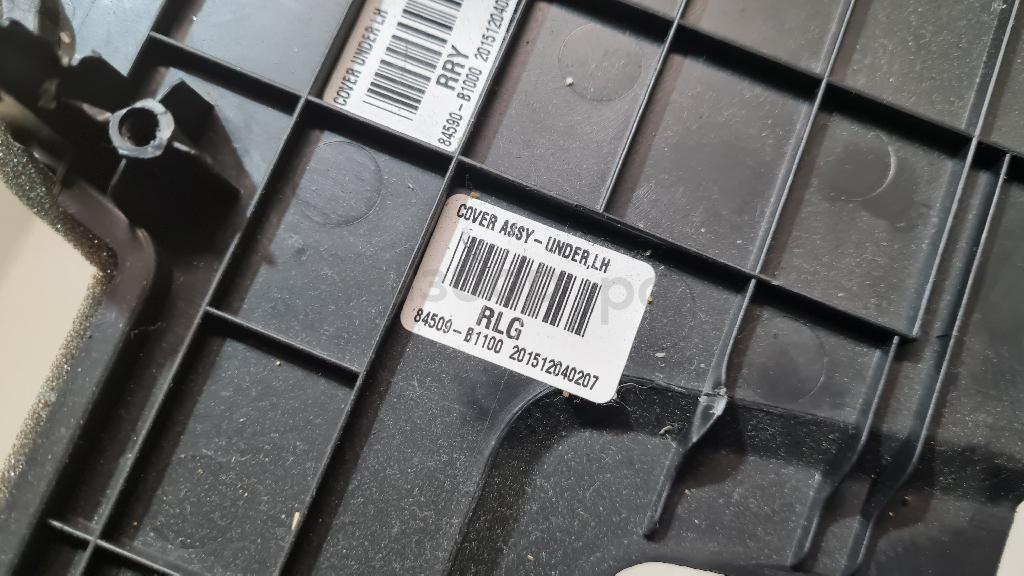 COVER UNDER LH
RRY
84590-B1000 20151204
COVER ASSY-UNDER,LH
RLG
84509-B1100 201512040207